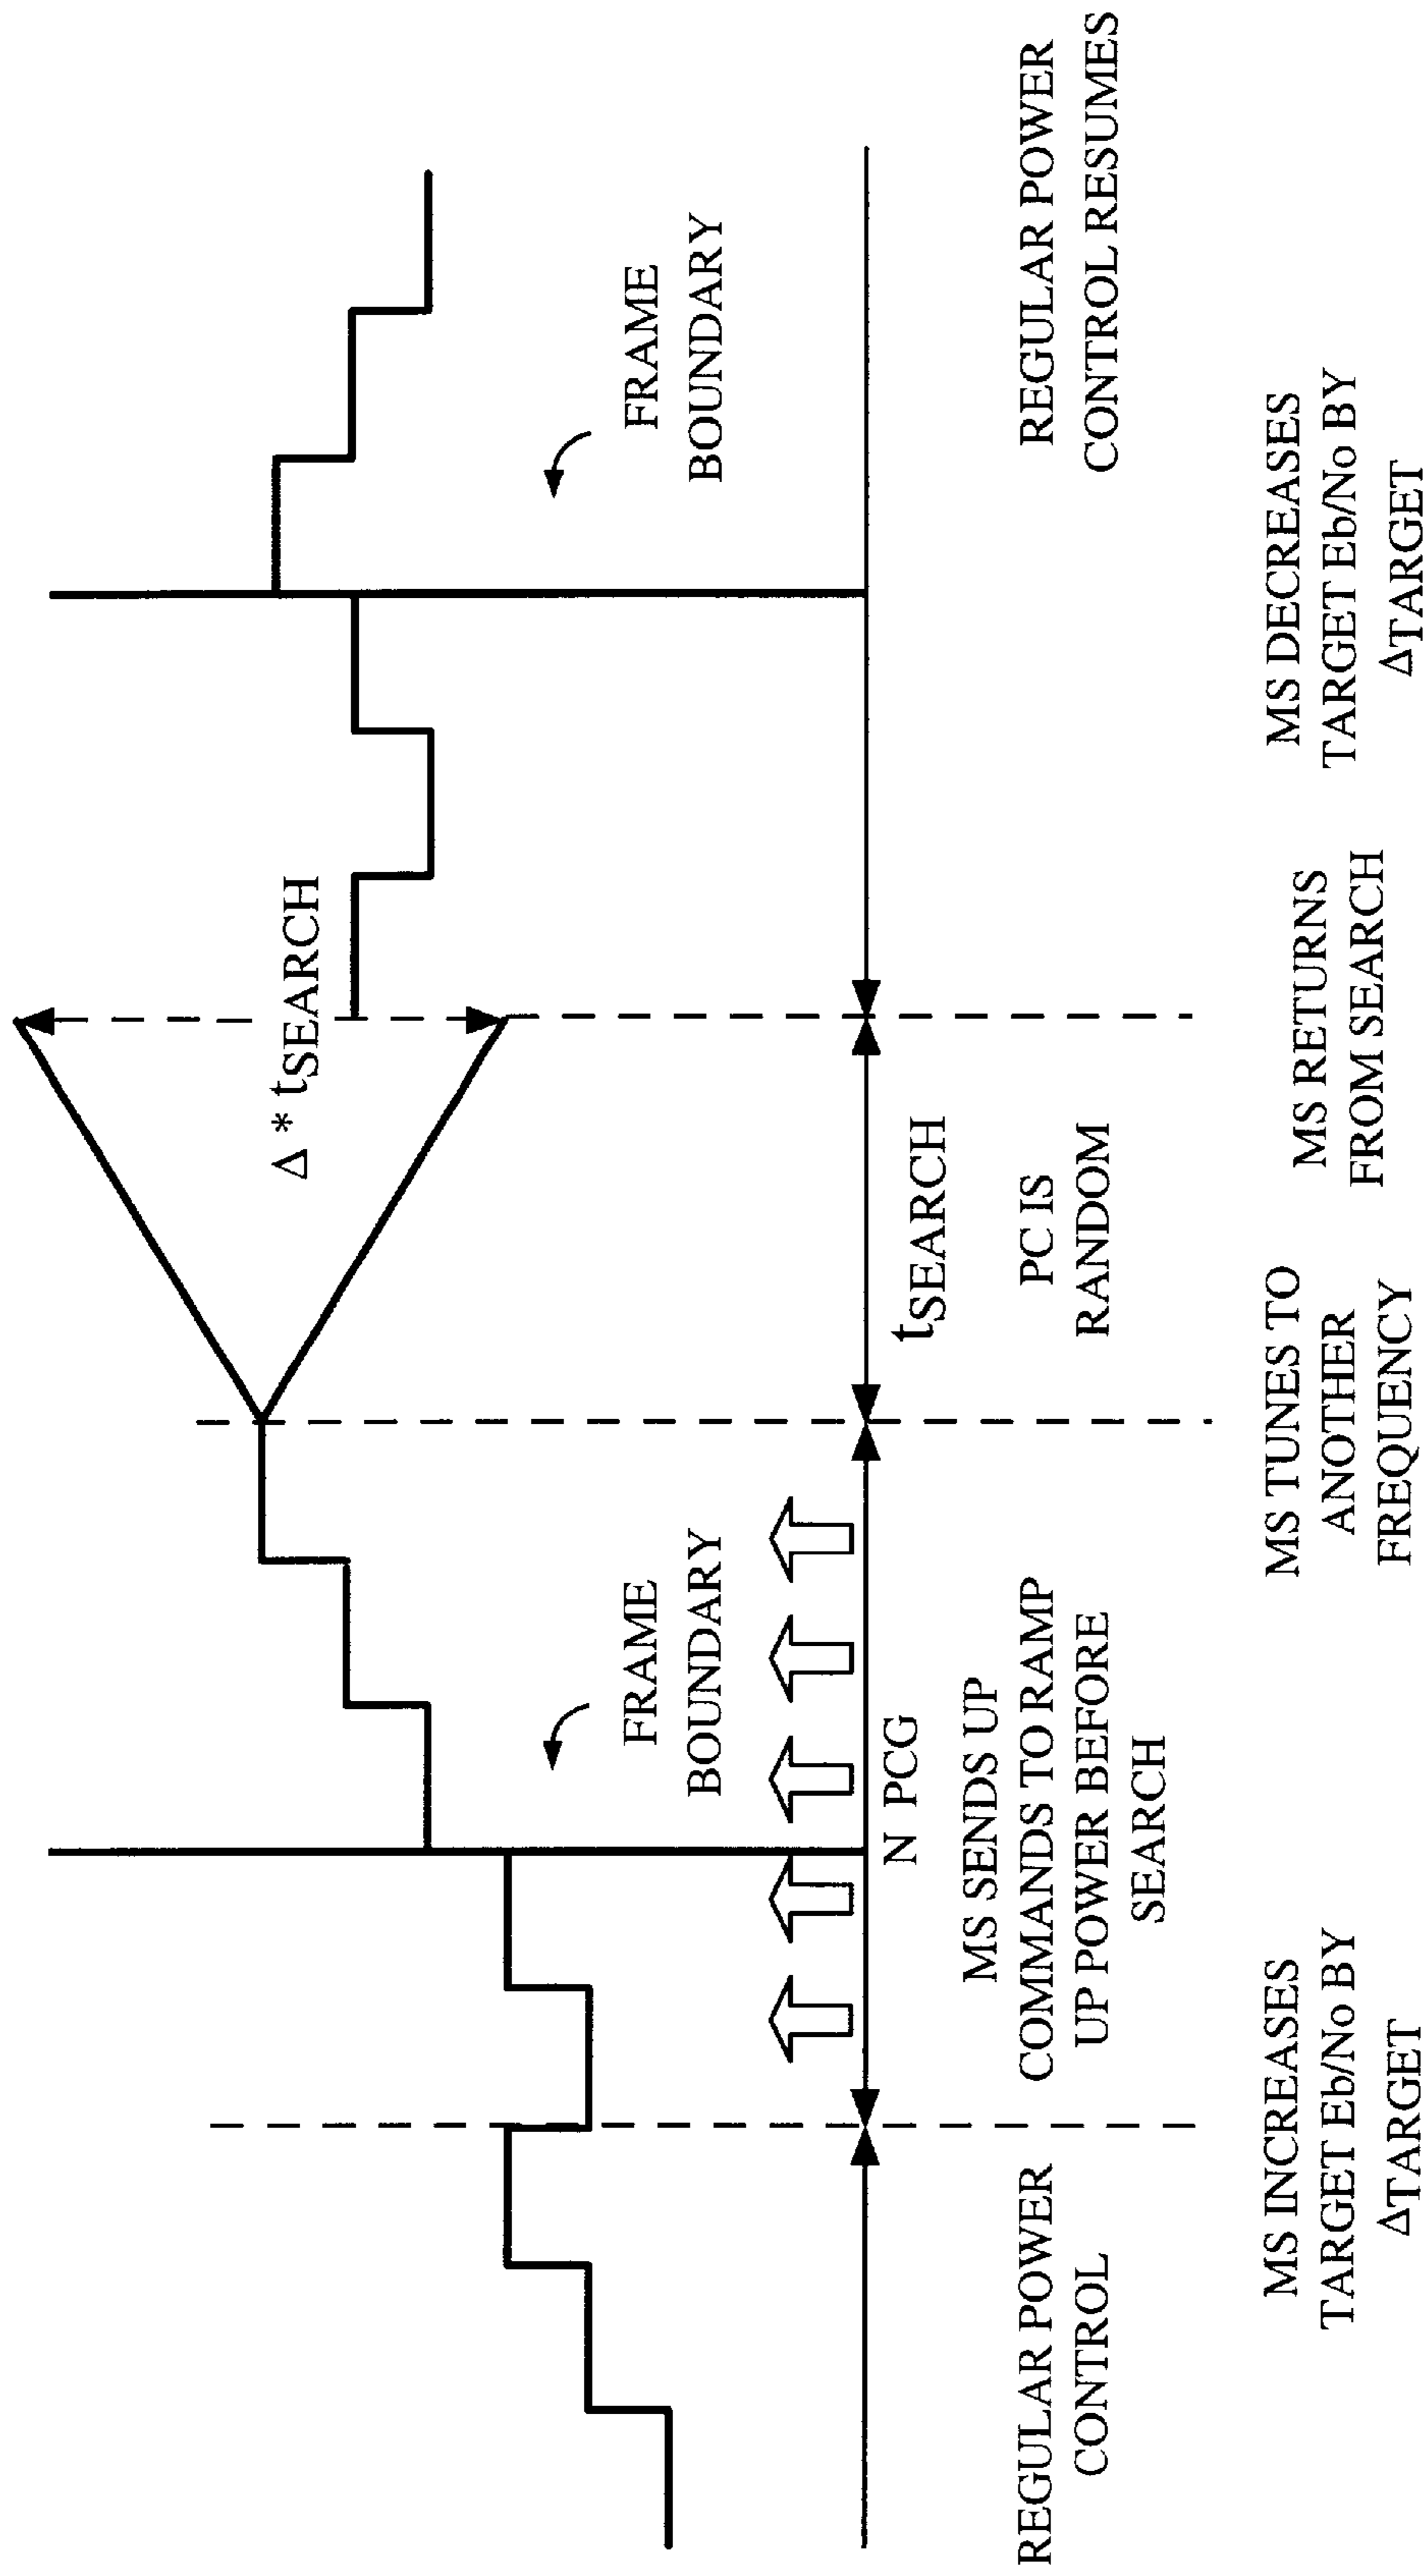 Δ * tSEARCH
FRAME
BOUNDARY
FRAME
BOUNDARY
N PCG
tSEARCH
REGULAR POWER
CONTROL
MS SENDS UP
COMMANDS TO RAMP
UP POWER BEFORE
SEARCH
PC IS
RANDOM
REGULAR POWER
CONTROL RESUMES
MS INCREASES
TARGET Eb/No BY
ΔTARGET
MS TUNES TO
ANOTHER
FREQUENCY
MS RETURNS
FROM SEARCH
MS DECREASES
TARGET Eb/No BY
ΔTARGET